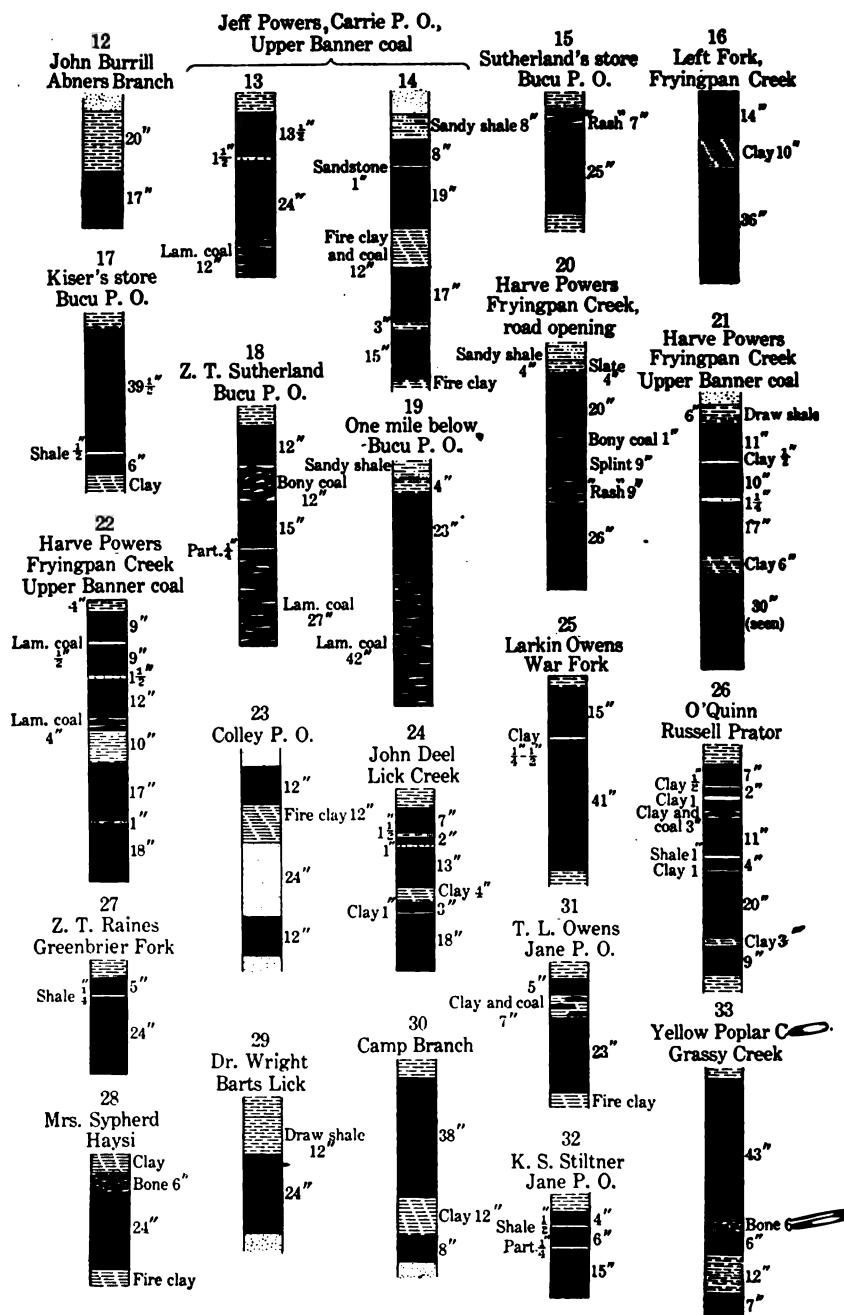 12
John Burrill
Abners Branch
20"
17"
Jeff Powers, Carrie P. O.,
Upper Banner coal
13
13½"
1½"
24"
Lam. coal
12"
14
Sandy shale 8"
8"
Sandstone
1"
19"
Fire clay
and coal
12"
17"
3"
15"
Fire clay
15
Sutherland's store
Bucu P. O.
"Rash" 7"
25"
16
Left Fork,
Fryingpan Creek
14"
Clay 10"
36"
17
Kiser's store
Bucu P. O.
39½"
Shale ½"
6"
Clay
18
Z. T. Sutherland
Bucu P. O.
12"
Bony coal
12"
15"
Part. ¼"
Lam. coal
27"
19
One mile below
Bucu P. O.
Sandy shale
4"
23"
Lam. coal
42"
20
Harve Powers
Fryingpan Creek,
road opening
Sandy shale
4"
Slate
4"
20"
Bony coal 1"
Splint 9"
"Rash" 9"
26"
21
Harve Powers
Fryingpan Creek
Upper Banner coal
6"
Draw shale
11"
Clay ½"
10"
1¼"
17"
Clay 6"
30"
(seen)
22
Harve Powers
Fryingpan Creek
Upper Banner coal
4"
9"
Lam. coal
½"
9"
1½"
12"
Lam. coal
4"
10"
17"
1"
18"
23
Colley P. O.
12"
Fire clay 12"
24"
12"
24
John Deel
Lick Creek
7"
1½"
2"
1"
13"
Clay 4"
Clay 1"
3"
18"
25
Larkin Owens
War Fork
15"
Clay
¼"-½"
41"
26
O'Quinn
Russell Prator
7"
Clay ½"
2"
Clay 1
Clay and
coal 3"
11"
Shale 1"
4"
Clay 1
20"
Clay 3"
9"
27
Z. T. Raines
Greenbrier Fork
5"
Shale ¼"
24"
28
Mrs. Sypherd
Haysi
Clay
Bone 6"
24"
Fire clay
29
Dr. Wright
Barts Lick
Draw shale
12"
24"
30
Camp Branch
38"
Clay 12"
8"
31
T. L. Owens
Jane P. O.
5"
Clay and coal
7"
23"
Fire clay
32
K. S. Stiltner
Jane P. O.
4"
Shale ½"
6"
Part. ¼"
15"
33
Yellow Poplar C
Grassy Creek
43"
Bone 6
6"
12"
7"